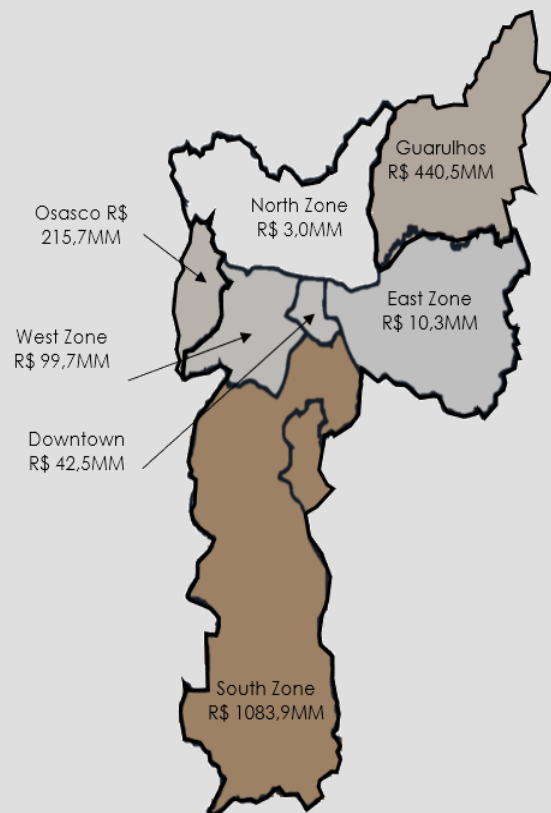 Guarulhos
R$ 440,5MM
North Zone
R$ 3,0MM
Osasco R$
215,7MM
East Zone
R$ 10,3MM
West Zone
R$ 99,7MM
Downtown
R$ 42,5MM
South Zone
R$ 1083,9MM